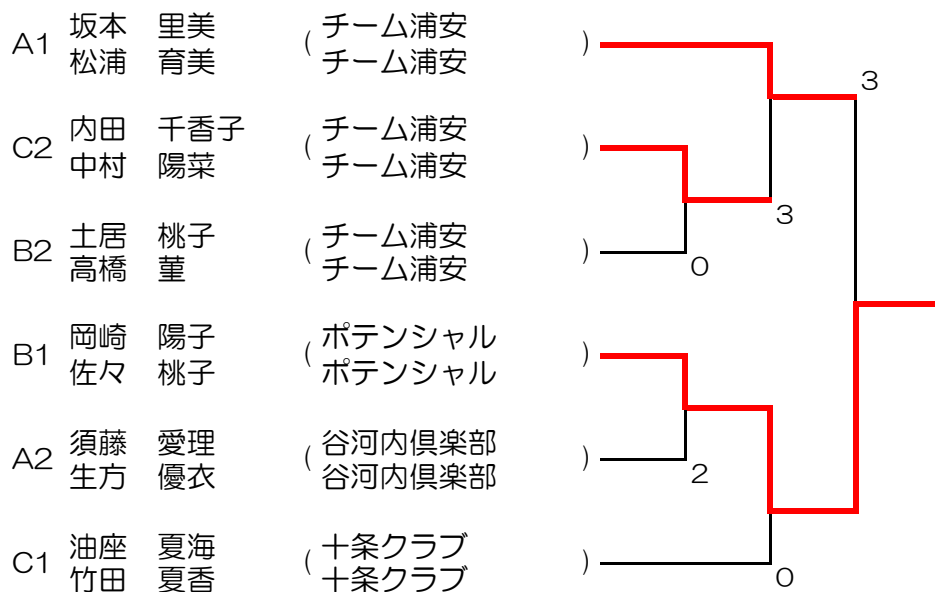 A1 坂本 里美 ( チーム浦安 )
松浦 育美 チーム浦安
3
C2 内田 千香子 ( チーム浦安 )
中村 陽菜 チーム浦安
3
B2 土居 桃子 ( チーム浦安 )
高橋 菫 チーム浦安
0
B1 岡崎 陽子 ( ポテンシャル )
佐々 桃子 ポテンシャル
A2 須藤 愛理 ( 谷河内倶楽部 )
生方 優衣 谷河内倶楽部
2
C1 油座 夏海 ( 十条クラブ )
竹田 夏香 十条クラブ
0